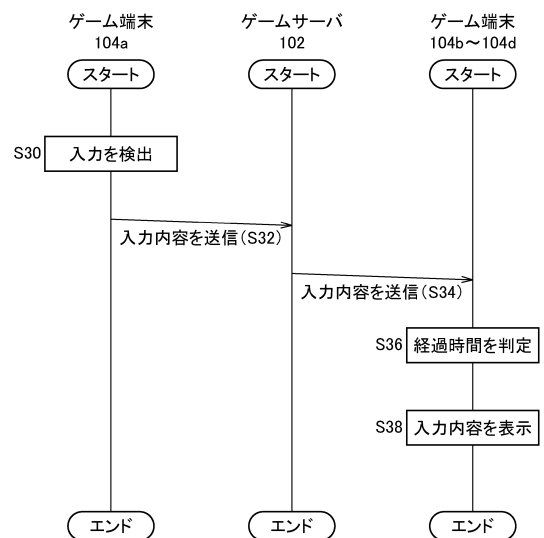 ゲーム端末
104a
ゲームサーバ
102
ゲーム端末
104b～104d
スタート
スタート
スタート
S30
入力を検出
入力内容を送信(S32)
入力内容を送信(S34)
S36
経過時間を判定
S38
入力内容を表示
エンド
エンド
エンド